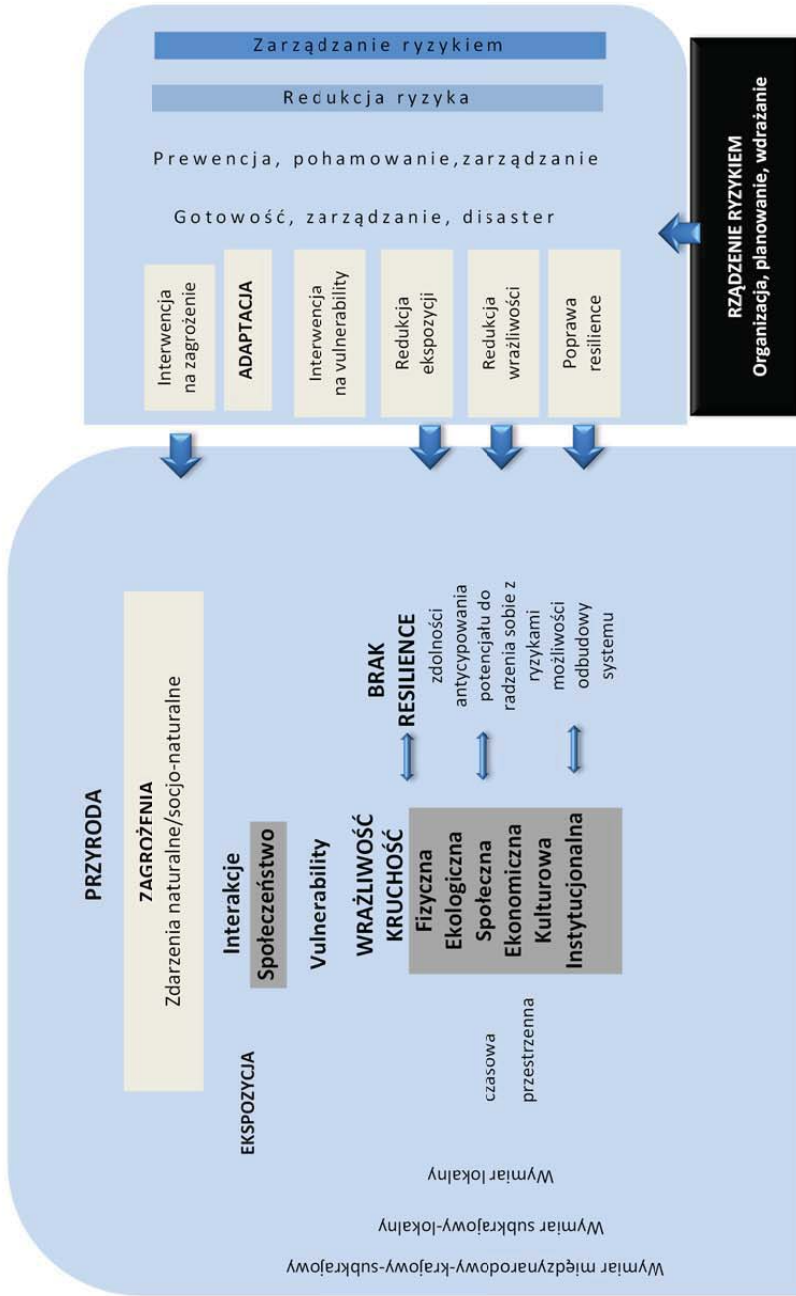 PRZYRODA
ZAGROŻENIA
Zdarzenia naturalne/socjo-naturalne
Interakcje
Społeczeństwo
EKSPOZYCJA
Vulnerability
WRAŻLIWOŚĆ
KRUCHOŚĆ
Fizyczna
Ekologiczna
Społeczna
Ekonomiczna
Kulturowa
Instytucjonalna
czasowa
przestrzenna
BRAK
RESILIENCE
zdolności
antycypowania
potencjału do
radzenia sobie z
ryzykami
możliwości
odbudowy
systemu
Wymiar lokalny
Wymiar subkrajowy-lokalny
Wymiar międzynarodowy-krajowy-subkrajowy
Interwencja
na zagrożenie
ADAPTACJA
Interwencja
na vulnerability
Redukcja
ekspozycji
Redukcja
wrażliwości
Poprawa
resilience
Gotowość, zarządzanie, disaster
Prewencja, pohamowanie,zarządzanie
Redukcja ryzyka
Zarządzanie ryzykiem
RZĄDZENIE RYZYKIEM
Organizacja, planowanie, wdrażanie